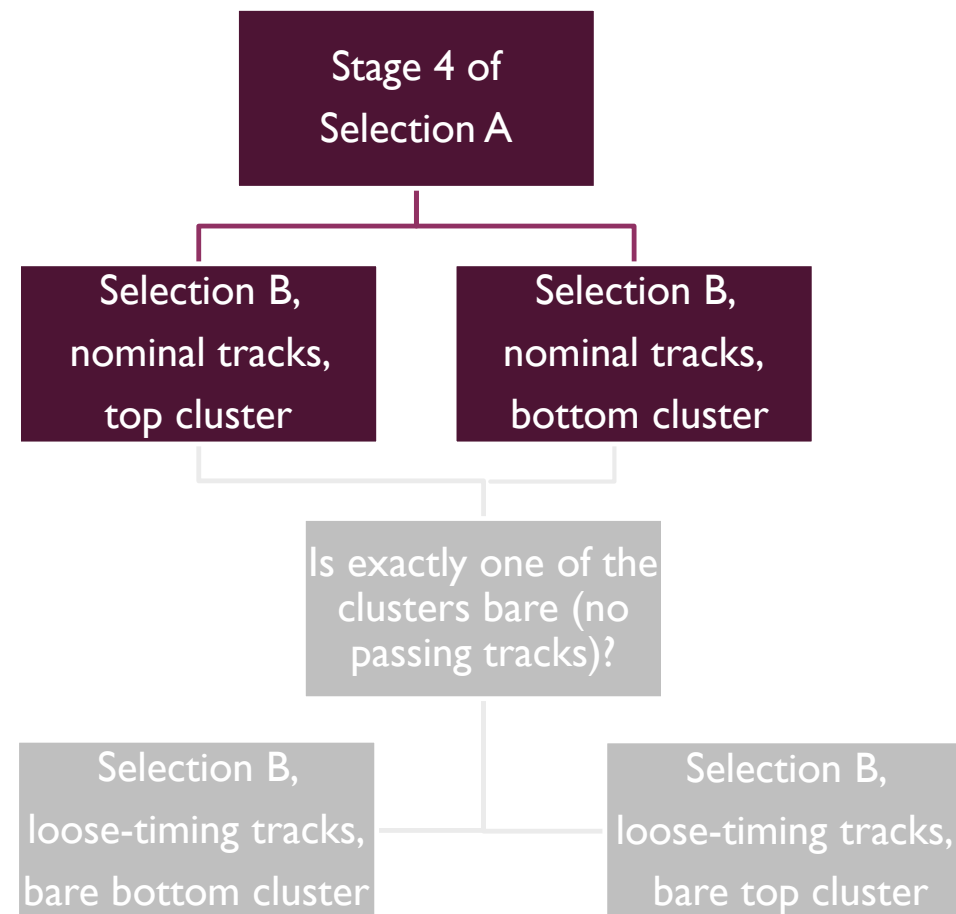 Stage 4 of
Selection A
Selection B,
nominal tracks,
top cluster
Selection B,
nominal tracks,
bottom cluster
Is exactly one of the
clusters bare (no
passing tracks)?
Selection B,
loose-timing tracks,
bare bottom cluster
Selection B,
loose-timing tracks,
bare top cluster